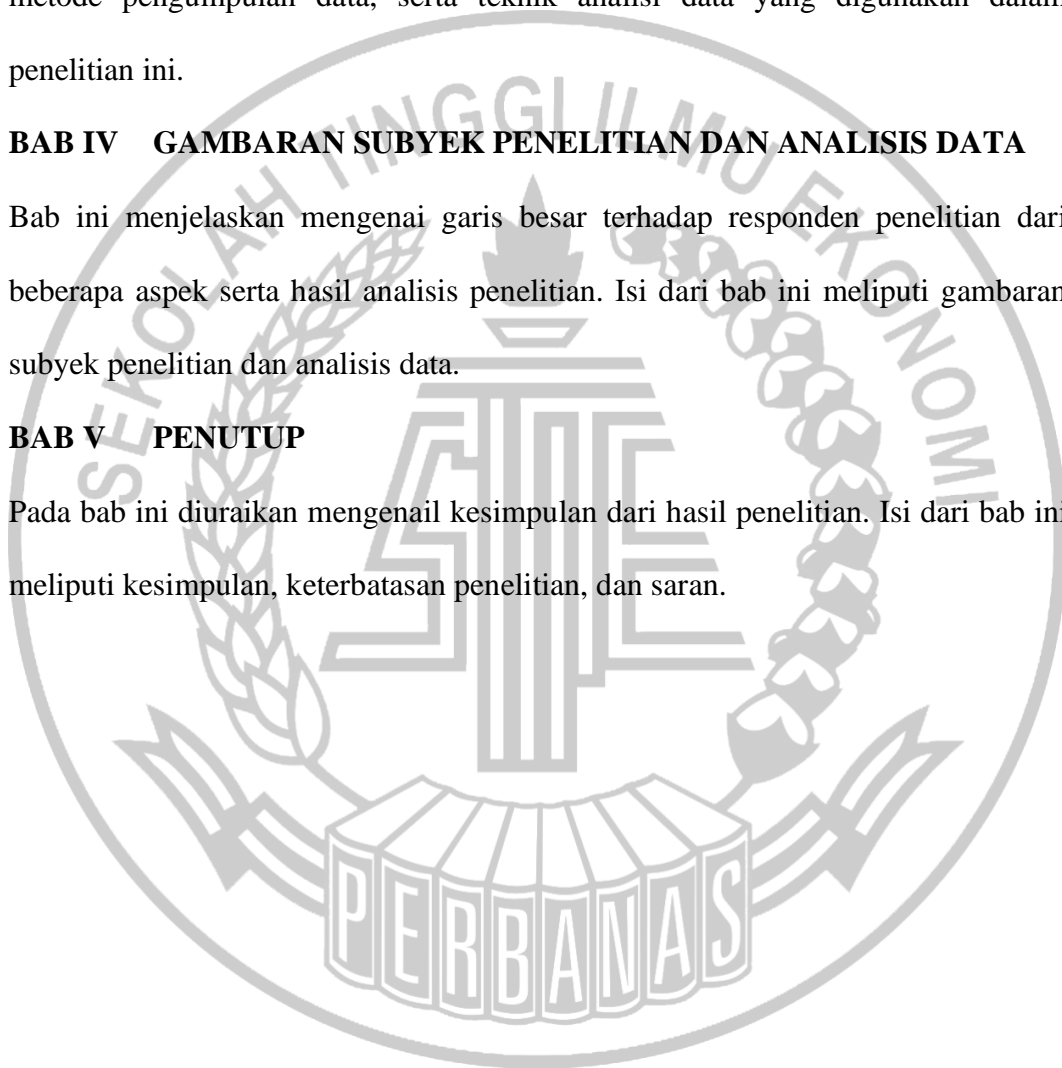 metode pengumpulan data, serta teknik analisi data yang digunakan dalam
penelitian ini.
BAB IV GAMBARAN SUBYEK PENELITIAN DAN ANALISIS DATA
Bab ini menjelaskan mengenai garis besar terhadap responden penelitian dari
beberapa aspek serta hasil analisis penelitian. Isi dari bab ini meliputi gambaran
subyek penelitian dan analisis data.
BAB V PENUTUP
Pada bab ini diuraikan mengenail kesimpulan dari hasil penelitian. Isi dari bab ini
meliputi kesimpulan, keterbatasan penelitian, dan saran.
SEKOLAH TINGGI ILMU EKONOMI
PERBANAS